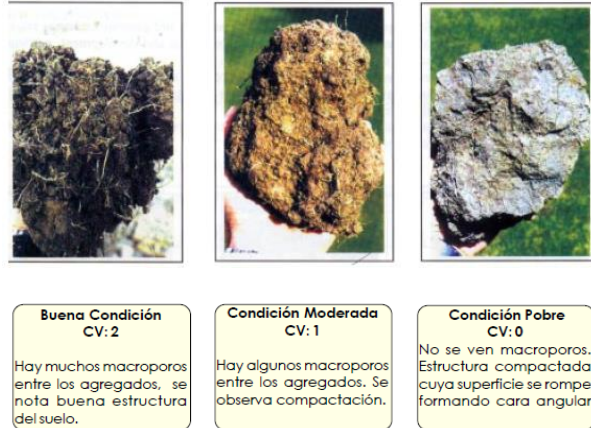 Buena Condición
CV: 2
Hay muchos macroporos
entre los agregados, se
nota buena estructura
del suelo.
Condición Moderada
CV: 1
Hay algunos macroporos
entre los agregados. Se
observa compactación.
Condición Pobre
CV: 0
No se ven macroporos.
Estructura compactada
cuya superficie se rompe
formando cara angular